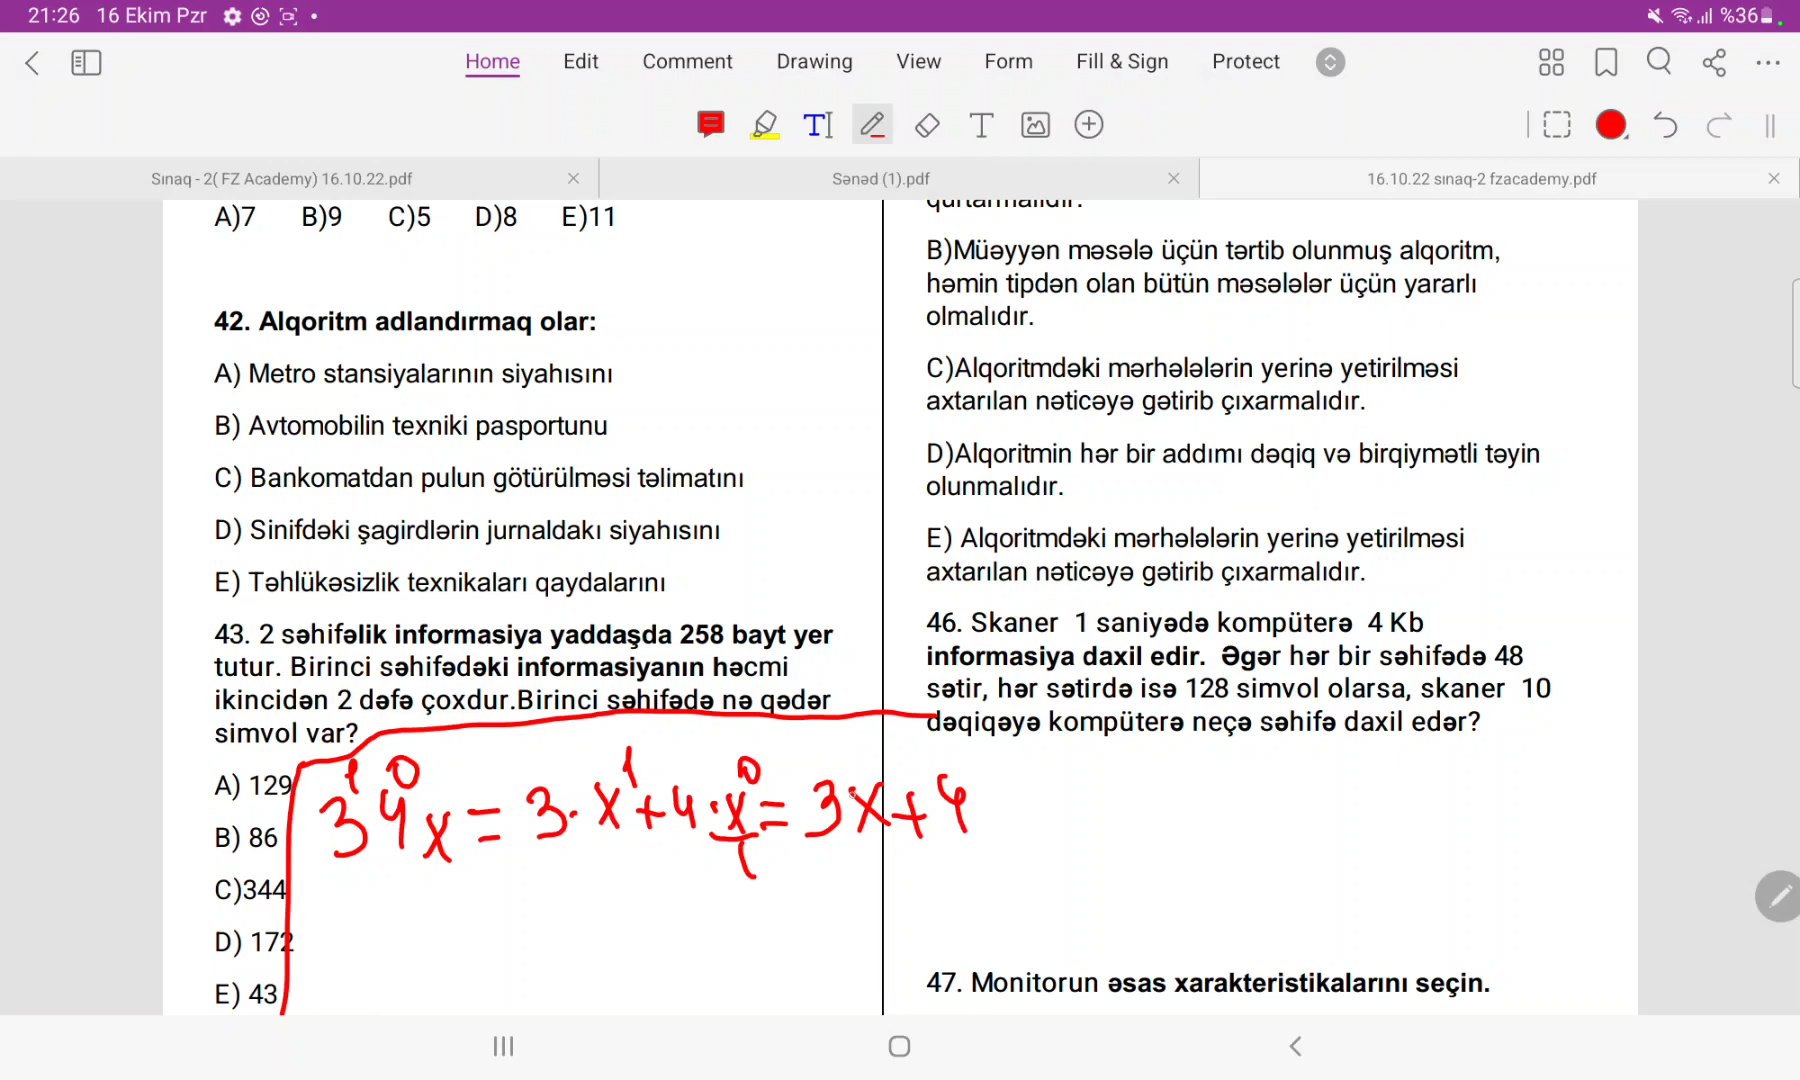 21:26 16 Ekim Pzr %36
Home Edit Comment Drawing View Form Fill & Sign Protect
Sınaq - 2( FZ Academy) 16.10.22.pdf
Sənəd (1).pdf
16.10.22 sınaq-2 fzacademy.pdf
A)7 B)9 C)5 D)8 E)11
42. Alqoritm adlandırmaq olar:
A) Metro stansiyalarının siyahısını
B) Avtomobilin texniki pasportunu
C) Bankomatdan pulun götürülməsi təlimatını
D) Sinifdəki şagirdlərin jurnaldakı siyahısını
E) Təhlükəsizlik texnikaları qaydalarını
43. 2 səhifəlik informasiya yaddaşda 258 bayt yer
tutur. Birinci səhifədəki informasiyanın həcmi
ikincidən 2 dəfə çoxdur.Birinci səhifədə nə qədər
simvol var?
A) 129
B) 86
C)344
D) 172
E) 43
1 0 1 0
34x = 3·x+4·x = 3x+4
1
qurtarmalıdır.
B)Müəyyən məsələ üçün tərtib olunmuş alqoritm,
həmin tipdən olan bütün məsələlər üçün yararlı
olmalıdır.
C)Alqoritmdəki mərhələlərin yerinə yetirilməsi
axtarılan nəticəyə gətirib çıxarmalıdır.
D)Alqoritmin hər bir addımı dəqiq və birqiymətli təyin
olunmalıdır.
E) Alqoritmdəki mərhələlərin yerinə yetirilməsi
axtarılan nəticəyə gətirib çıxarmalıdır.
46. Skaner 1 saniyədə kompüterə 4 Kb
informasiya daxil edir. Əgər hər bir səhifədə 48
sətir, hər sətirdə isə 128 simvol olarsa, skaner 10
dəqiqəyə kompüterə neçə səhifə daxil edər?
47. Monitorun əsas xarakteristikalarını seçin.